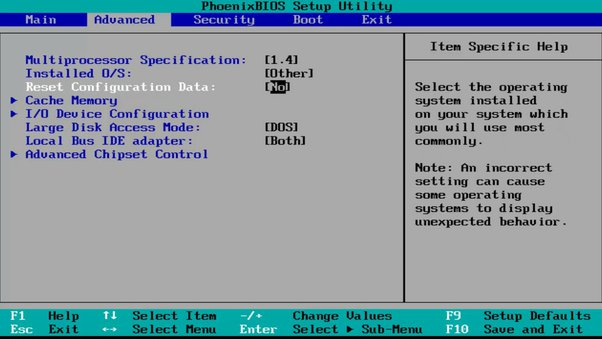 PhoenixBIOS Setup Utility
Main Advanced Security Boot Exit
Multiprocessor Specification: [1.4]
Installed O/S: [Other]
Reset Configuration Data: [No]
Cache Memory
I/O Device Configuration
Large Disk Access Mode: [DOS]
Local Bus IDE adapter: [Both]
Advanced Chipset Control
Item Specific Help
Select the operating
system installed
on your system which
you will use most
commonly.
Note: An incorrect
setting can cause
some operating
systems to display
unexpected behavior.
F1 Help ↑↓ Select Item -/+ Change Values F9 Setup Defaults
Esc Exit ↔ Select Menu Enter Select ▶ Sub-Menu F10 Save and Exit